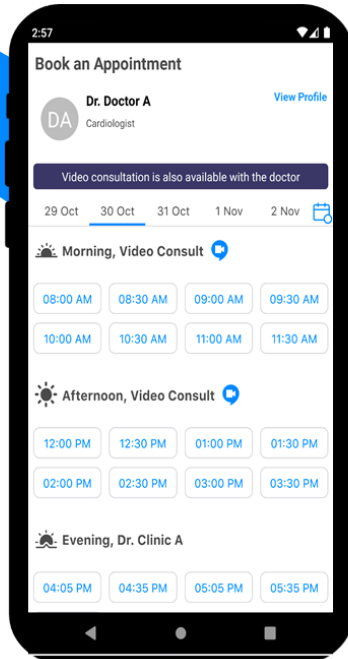 2:57
Book an Appointment
DA
Dr. Doctor A
View Profile
Cardiologist
Video consultation is also available with the doctor
29 Oct 30 Oct 31 Oct 1 Nov 2 Nov
Morning, Video Consult
08:00 AM 08:30 AM 09:00 AM 09:30 AM
10:00 AM 10:30 AM 11:00 AM 11:30 AM
Afternoon, Video Consult
12:00 PM 12:30 PM 01:00 PM 01:30 PM
02:00 PM 02:30 PM 03:00 PM 03:30 PM
Evening, Dr. Clinic A
04:05 PM 04:35 PM 05:05 PM 05:35 PM